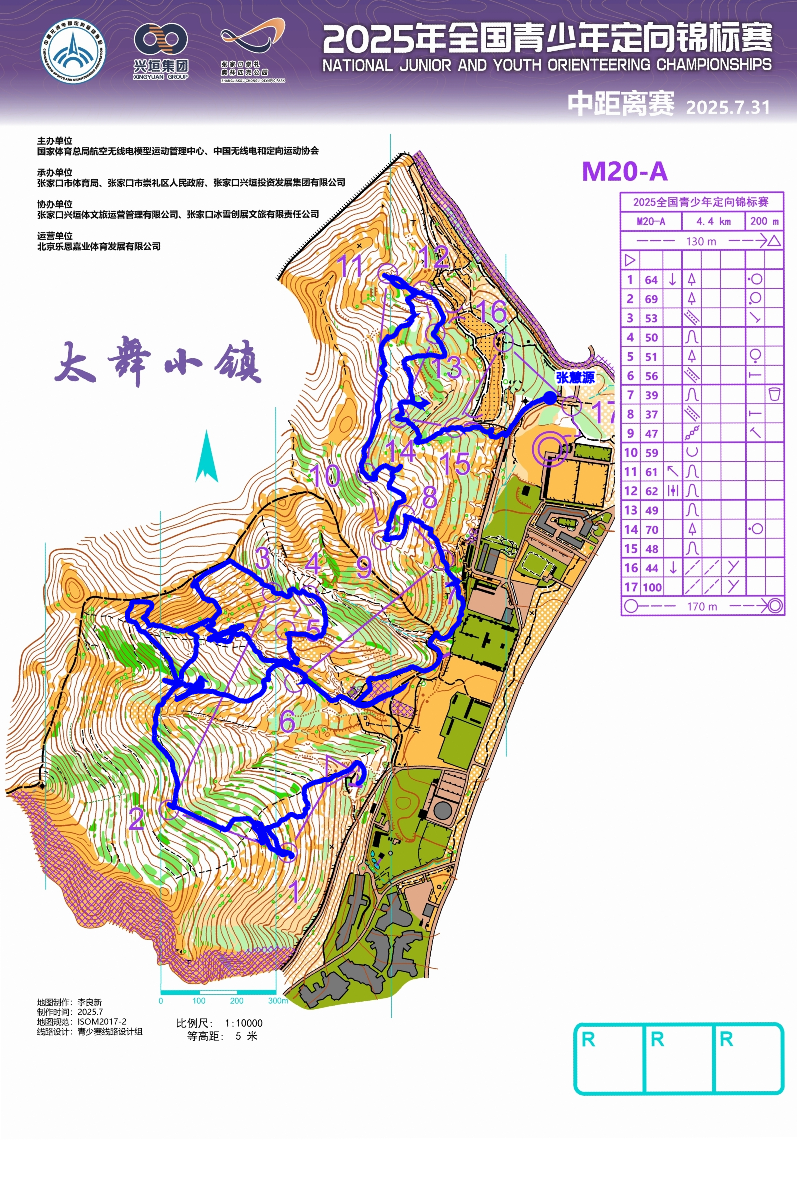 兴垣集团
XINGYUAN GROUP
2025年全国青少年定向锦标赛
NATIONAL JUNIOR AND YOUTH ORIENTEERING CHAMPIONSHIPS
中距离赛 2025.7.31
主办单位
国家体育总局航空无线电模型运动管理中心、中国无线电和定向运动协会
承办单位
张家口市体育局、张家口市崇礼区人民政府、张家口兴垣投资发展集团有限公司
协办单位
张家口兴垣体文旅运营管理有限公司、张家口冰雪创展文旅有限责任公司
运营单位
北京乐恩嘉业体育发展有限公司
M20-A
2025全国青少年定向锦标赛
M20-A 4.4 km 200 m
130 m
1 64
2 69
3 53
4 50
5 51
6 56
7 39
8 37
9 47
10 59
11 61
12 62
13 49
14 70
15 48
16 44
17 100
170 m
太舞小镇
11
12
16
13
张慧源
17
14
15
10
8
3
4
9
5
6
2
1
0 100 200 300m
地图制作： 李良新
制作时间： 2025.7
地图规范： ISOM2017-2
线路设计： 青少赛线路设计组
比例尺： 1:10000
等高距： 5 米
R R R